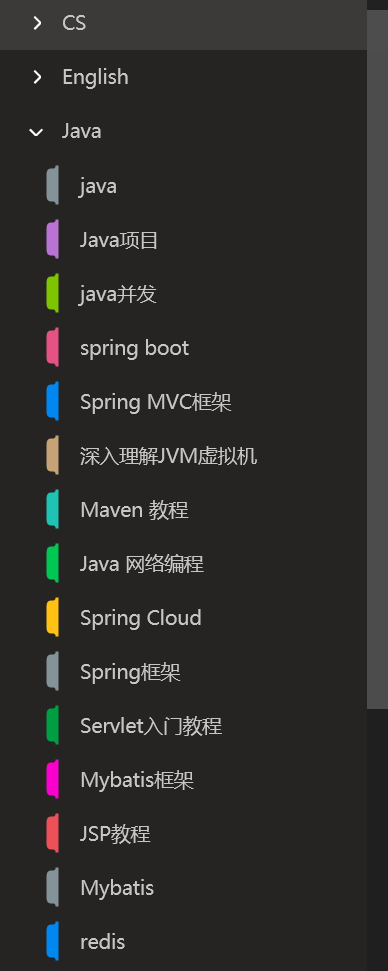 CS
English
Java
java
Java项目
java并发
spring boot
Spring MVC框架
深入理解JVM虚拟机
Maven 教程
Java 网络编程
Spring Cloud
Spring框架
Servlet入门教程
Mybatis框架
JSP教程
Mybatis
redis